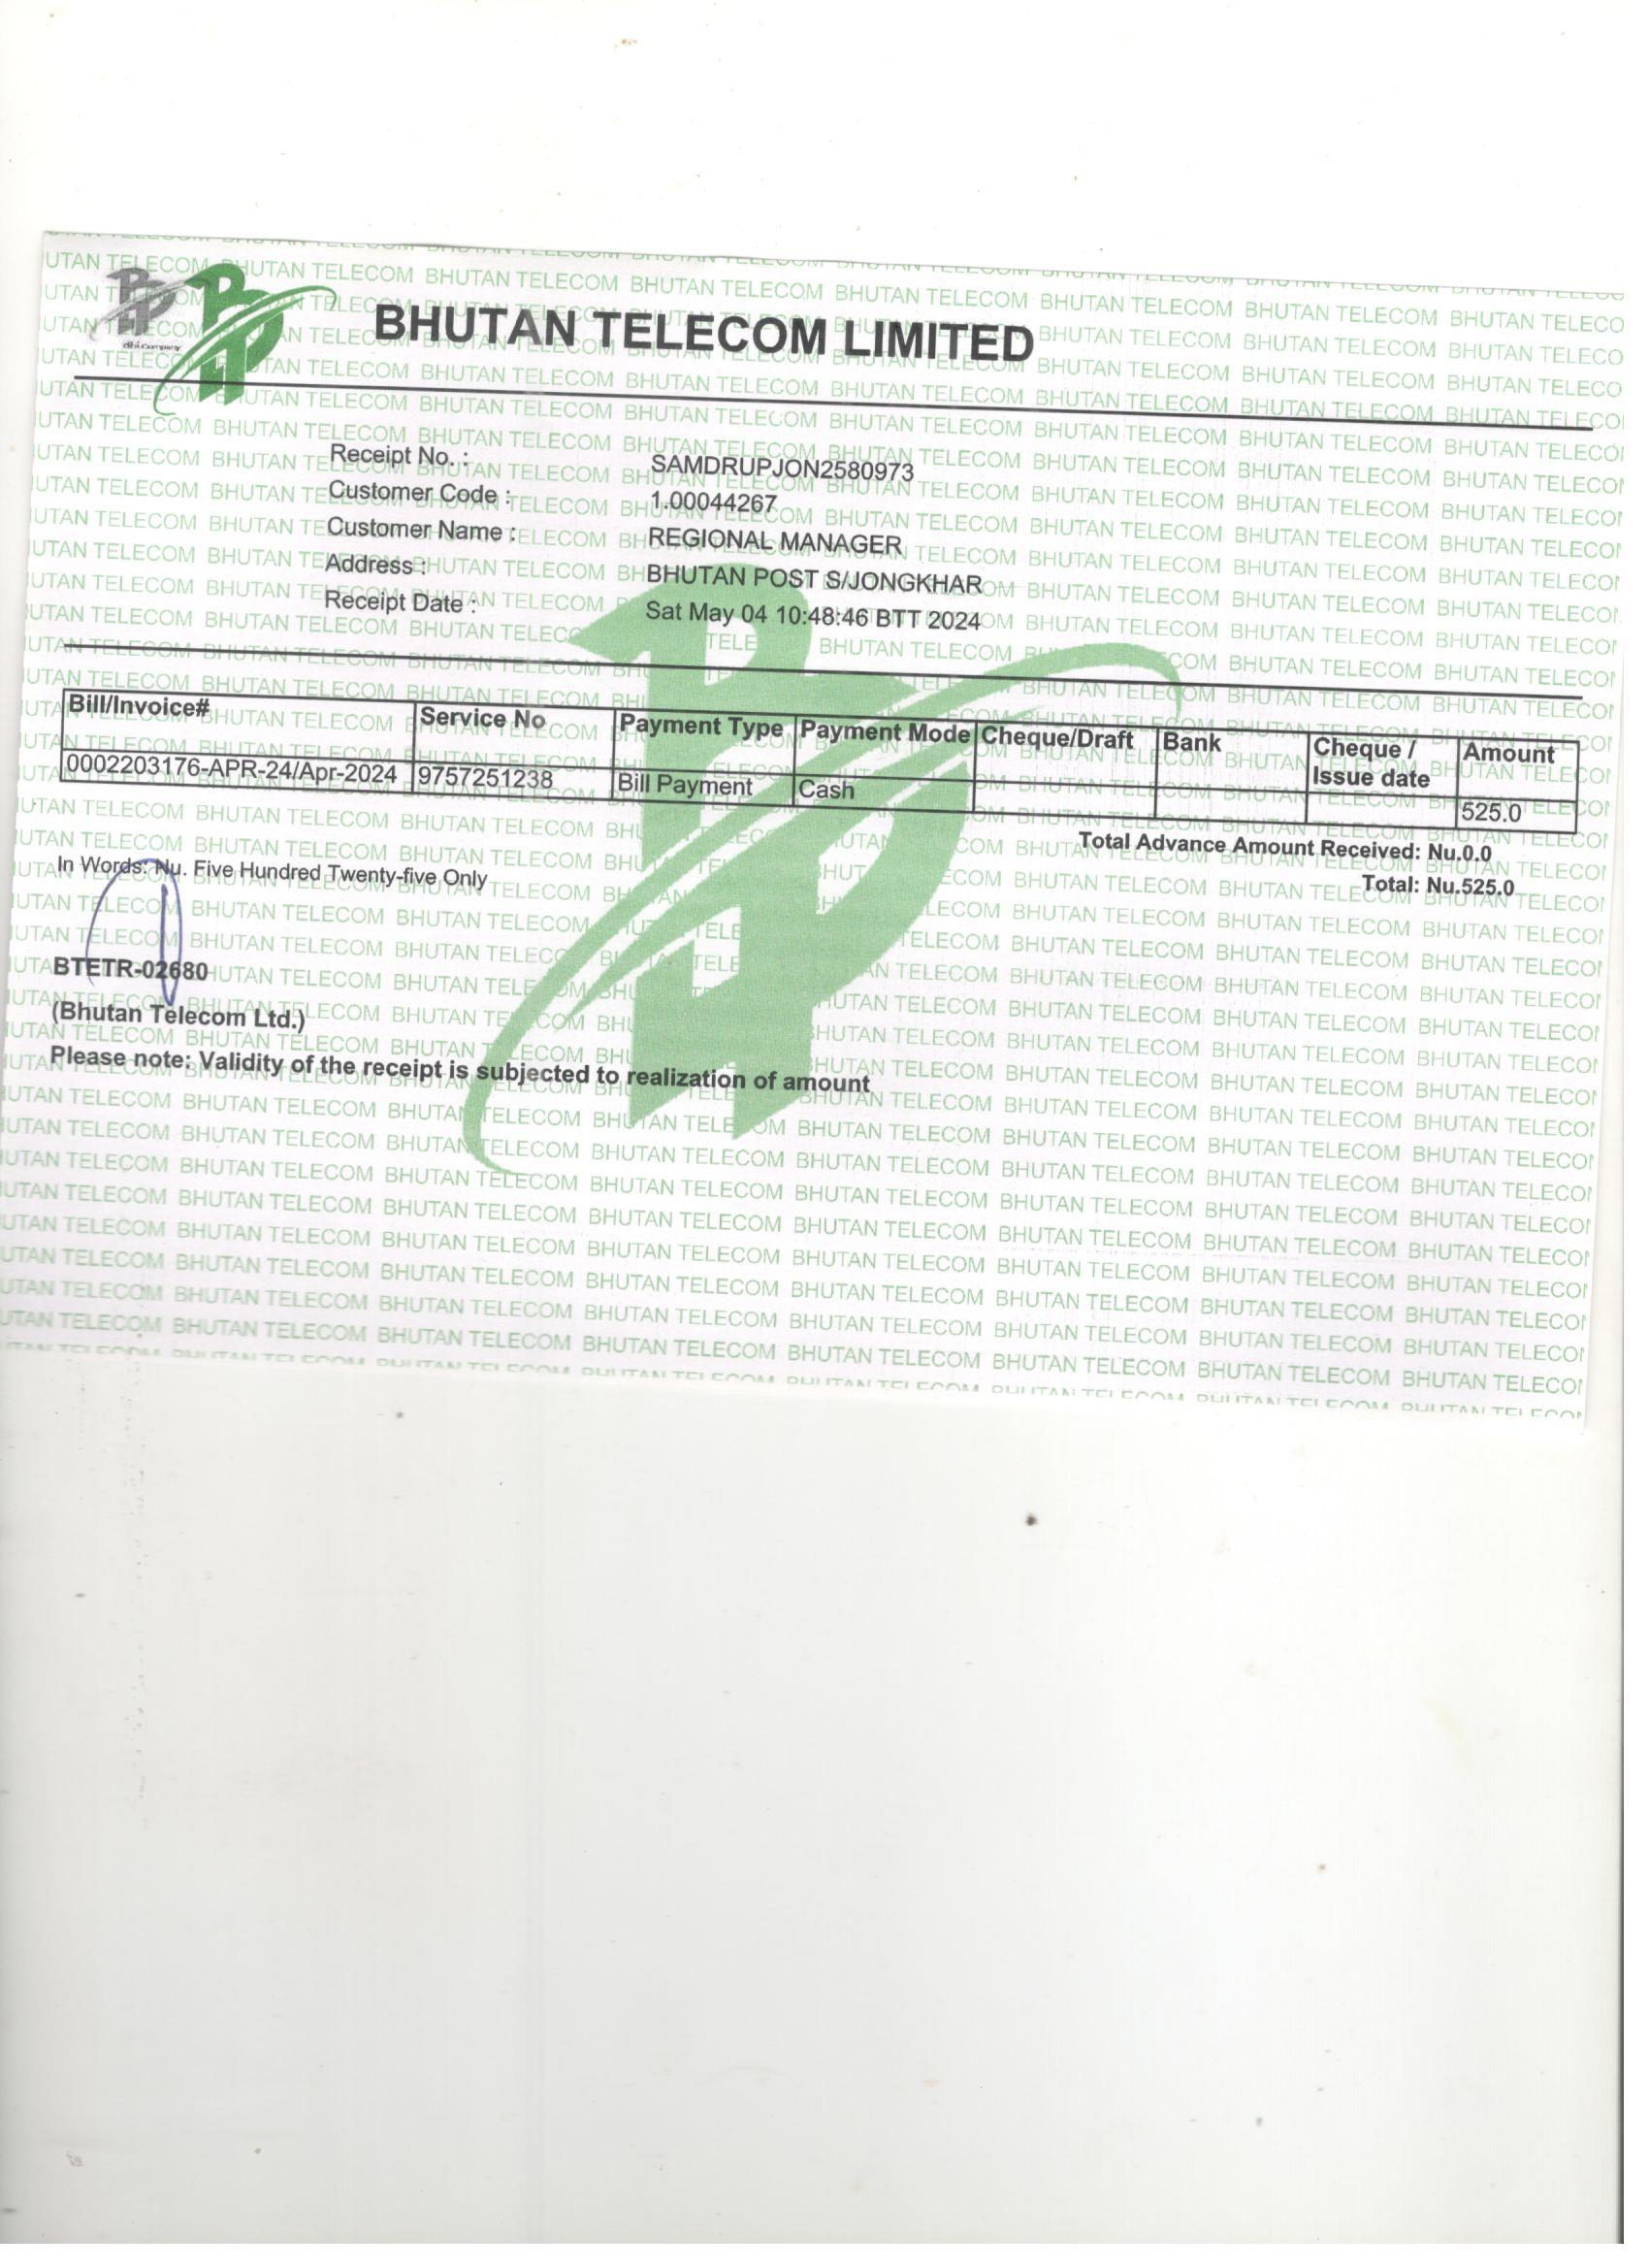 BHUTAN TELECOM LIMITED
Receipt No. : SAMDRUPJON2580973
Customer Code : 1.00044267
Customer Name : REGIONAL MANAGER
Address : BHUTAN POST S/JONGKHAR
Receipt Date : Sat May 04 10:48:46 BTT 2024
Bill/Invoice# Service No Payment Type Payment Mode Cheque/Draft Bank Cheque / Issue date Amount
0002203176-APR-24/Apr-2024 9757251238 Bill Payment Cash 525.0
Total Advance Amount Received: Nu.0.0
In Words: Nu. Five Hundred Twenty-five Only
Total: Nu.525.0
BTETR-02680
(Bhutan Telecom Ltd.)
Please note: Validity of the receipt is subjected to realization of amount